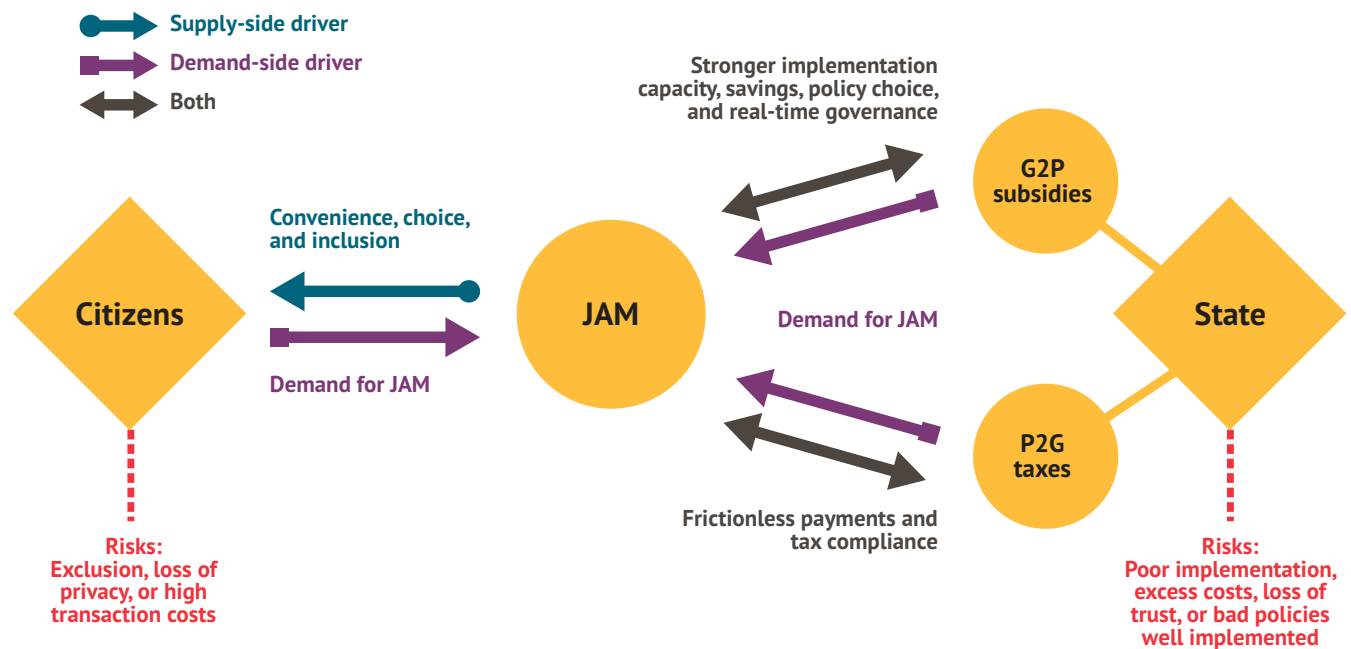 Supply-side driver
Demand-side driver
Both
Stronger implementation
capacity, savings, policy choice,
and real-time governance
G2P
subsidies
Convenience, choice,
and inclusion
Citizens
JAM
Demand for JAM
State
Demand for JAM
P2G
taxes
Frictionless payments and
tax compliance
Risks:
Exclusion, loss of
privacy, or high
transaction costs
Risks:
Poor implementation,
excess costs, loss of
trust, or bad policies
well implemented